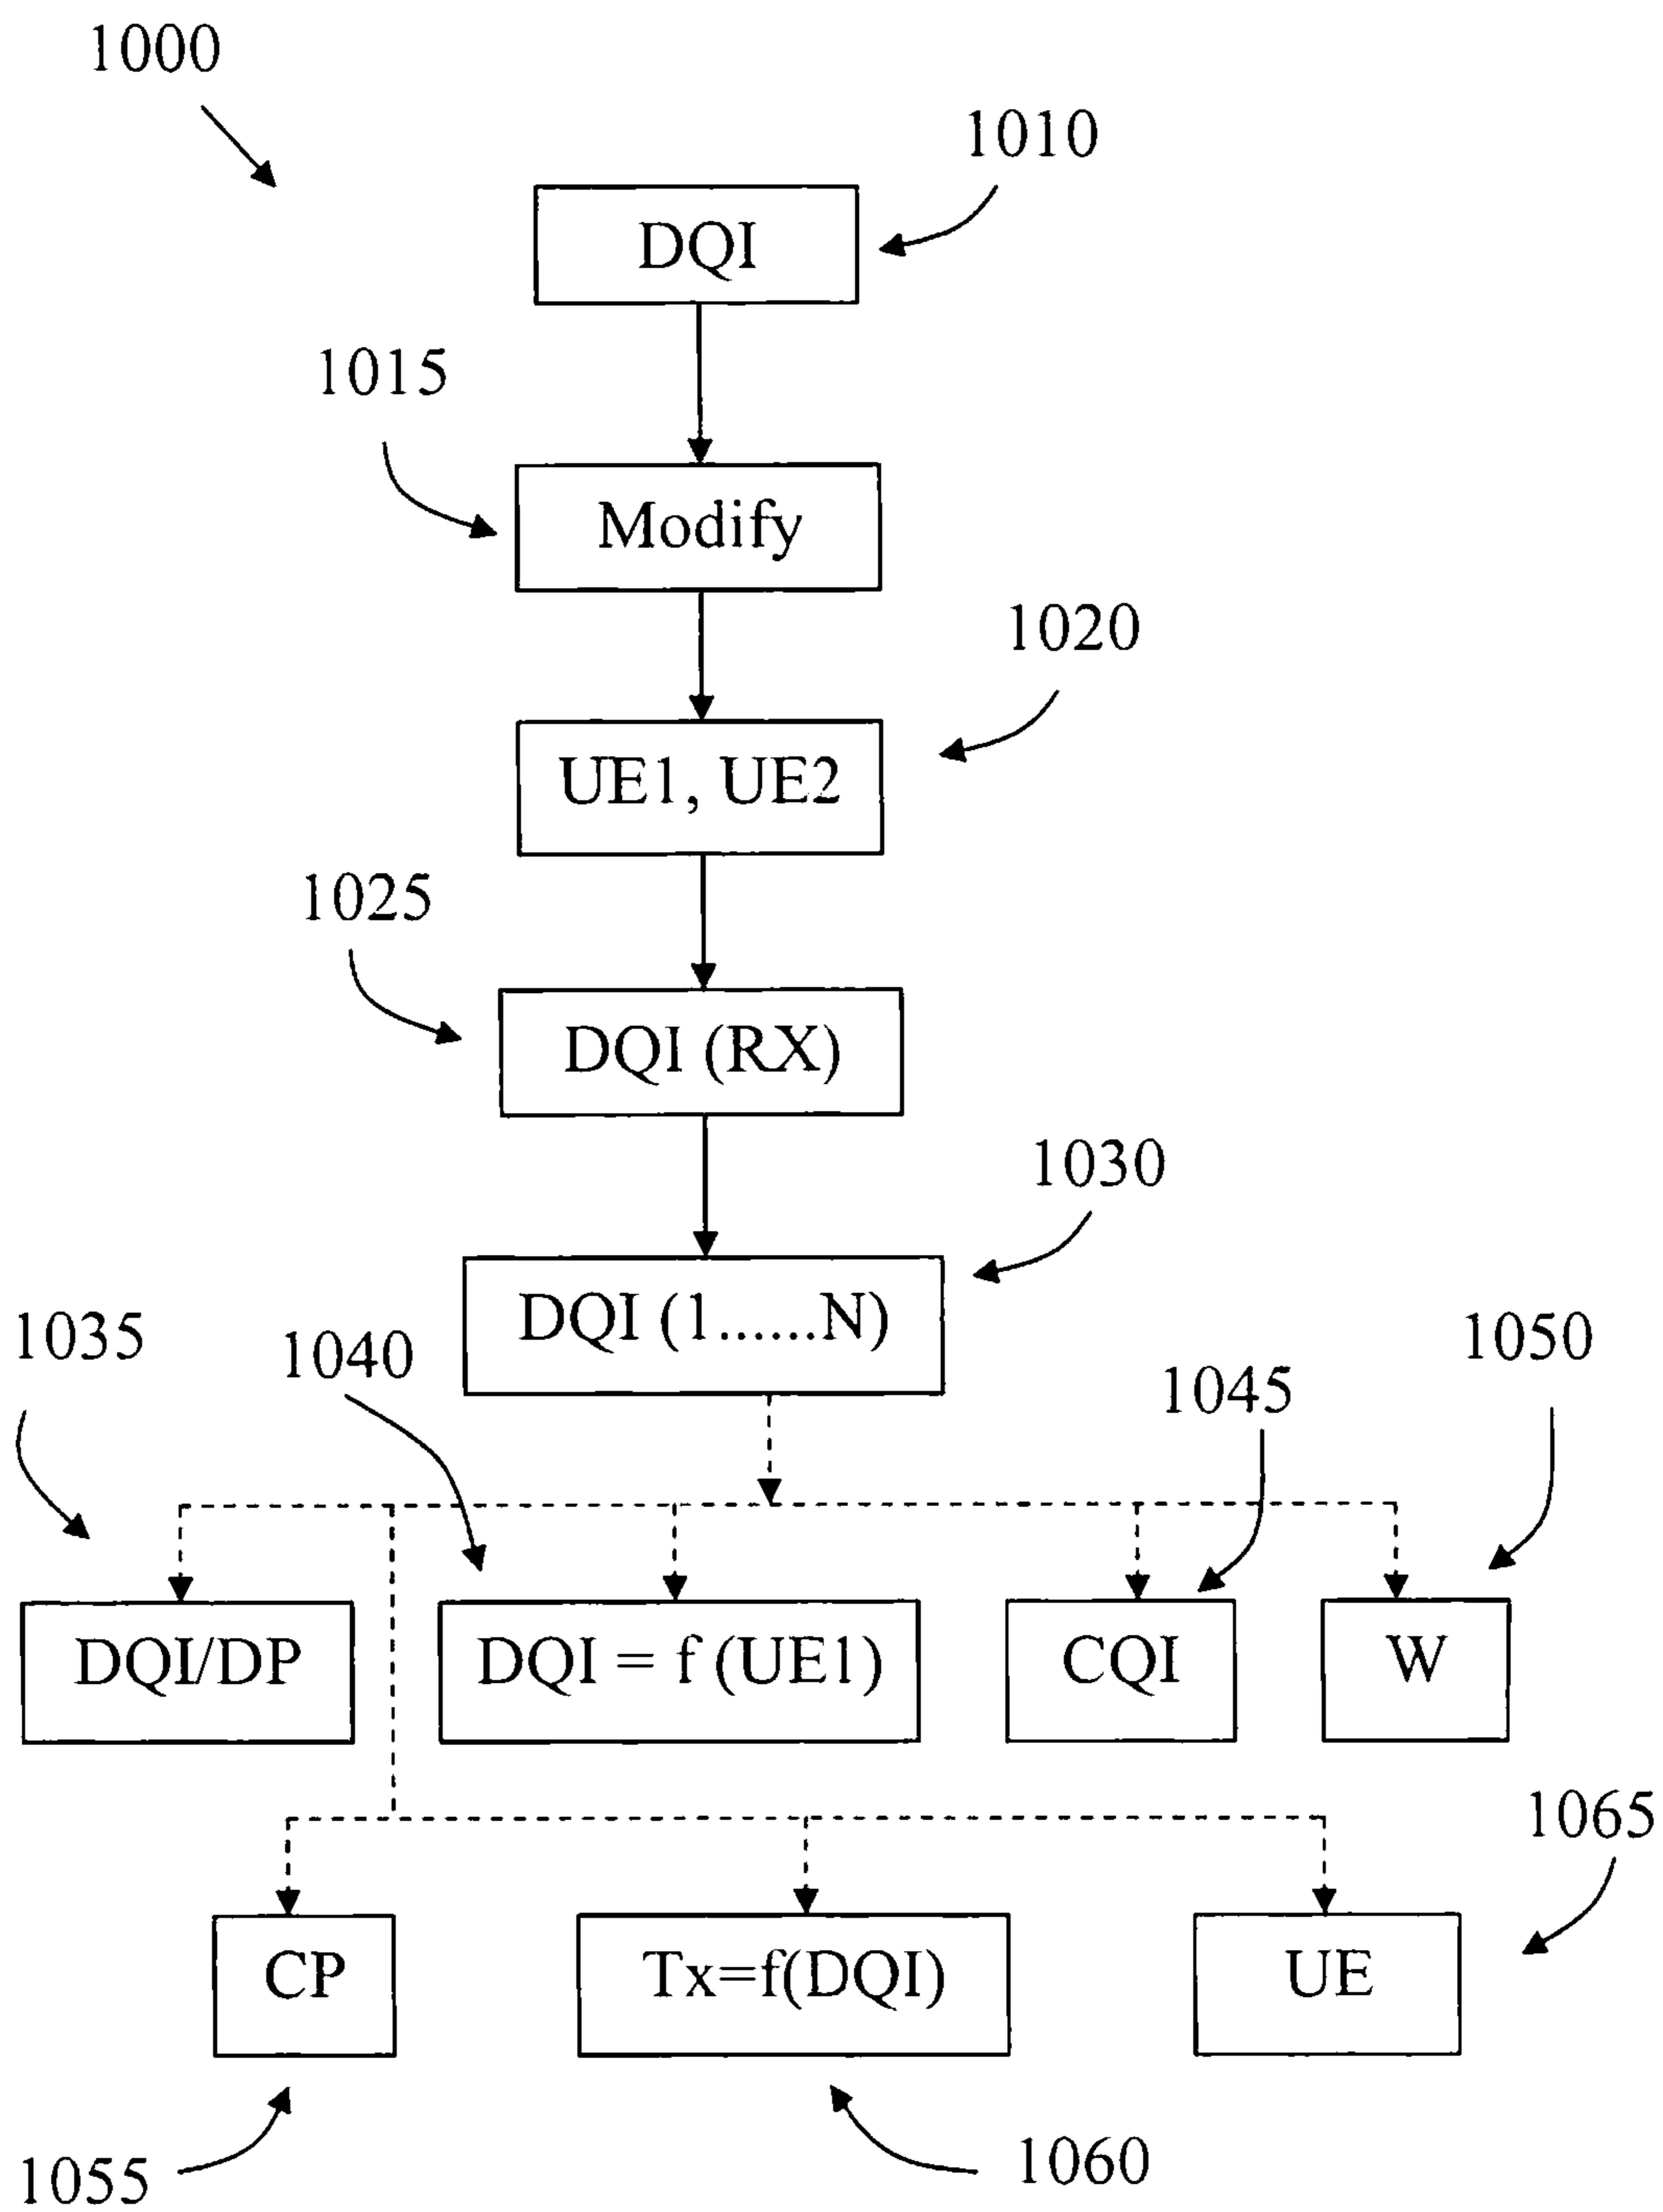 1000
1010
DQI
1015
Modify
1020
UE1, UE2
1025
DQI (RX)
1030
DQI (1......N)
1035
1040
1045
1050
DQI/DP
DQI = f (UE1)
CQI
W
1065
CP
Tx=f(DQI)
UE
1055
1060